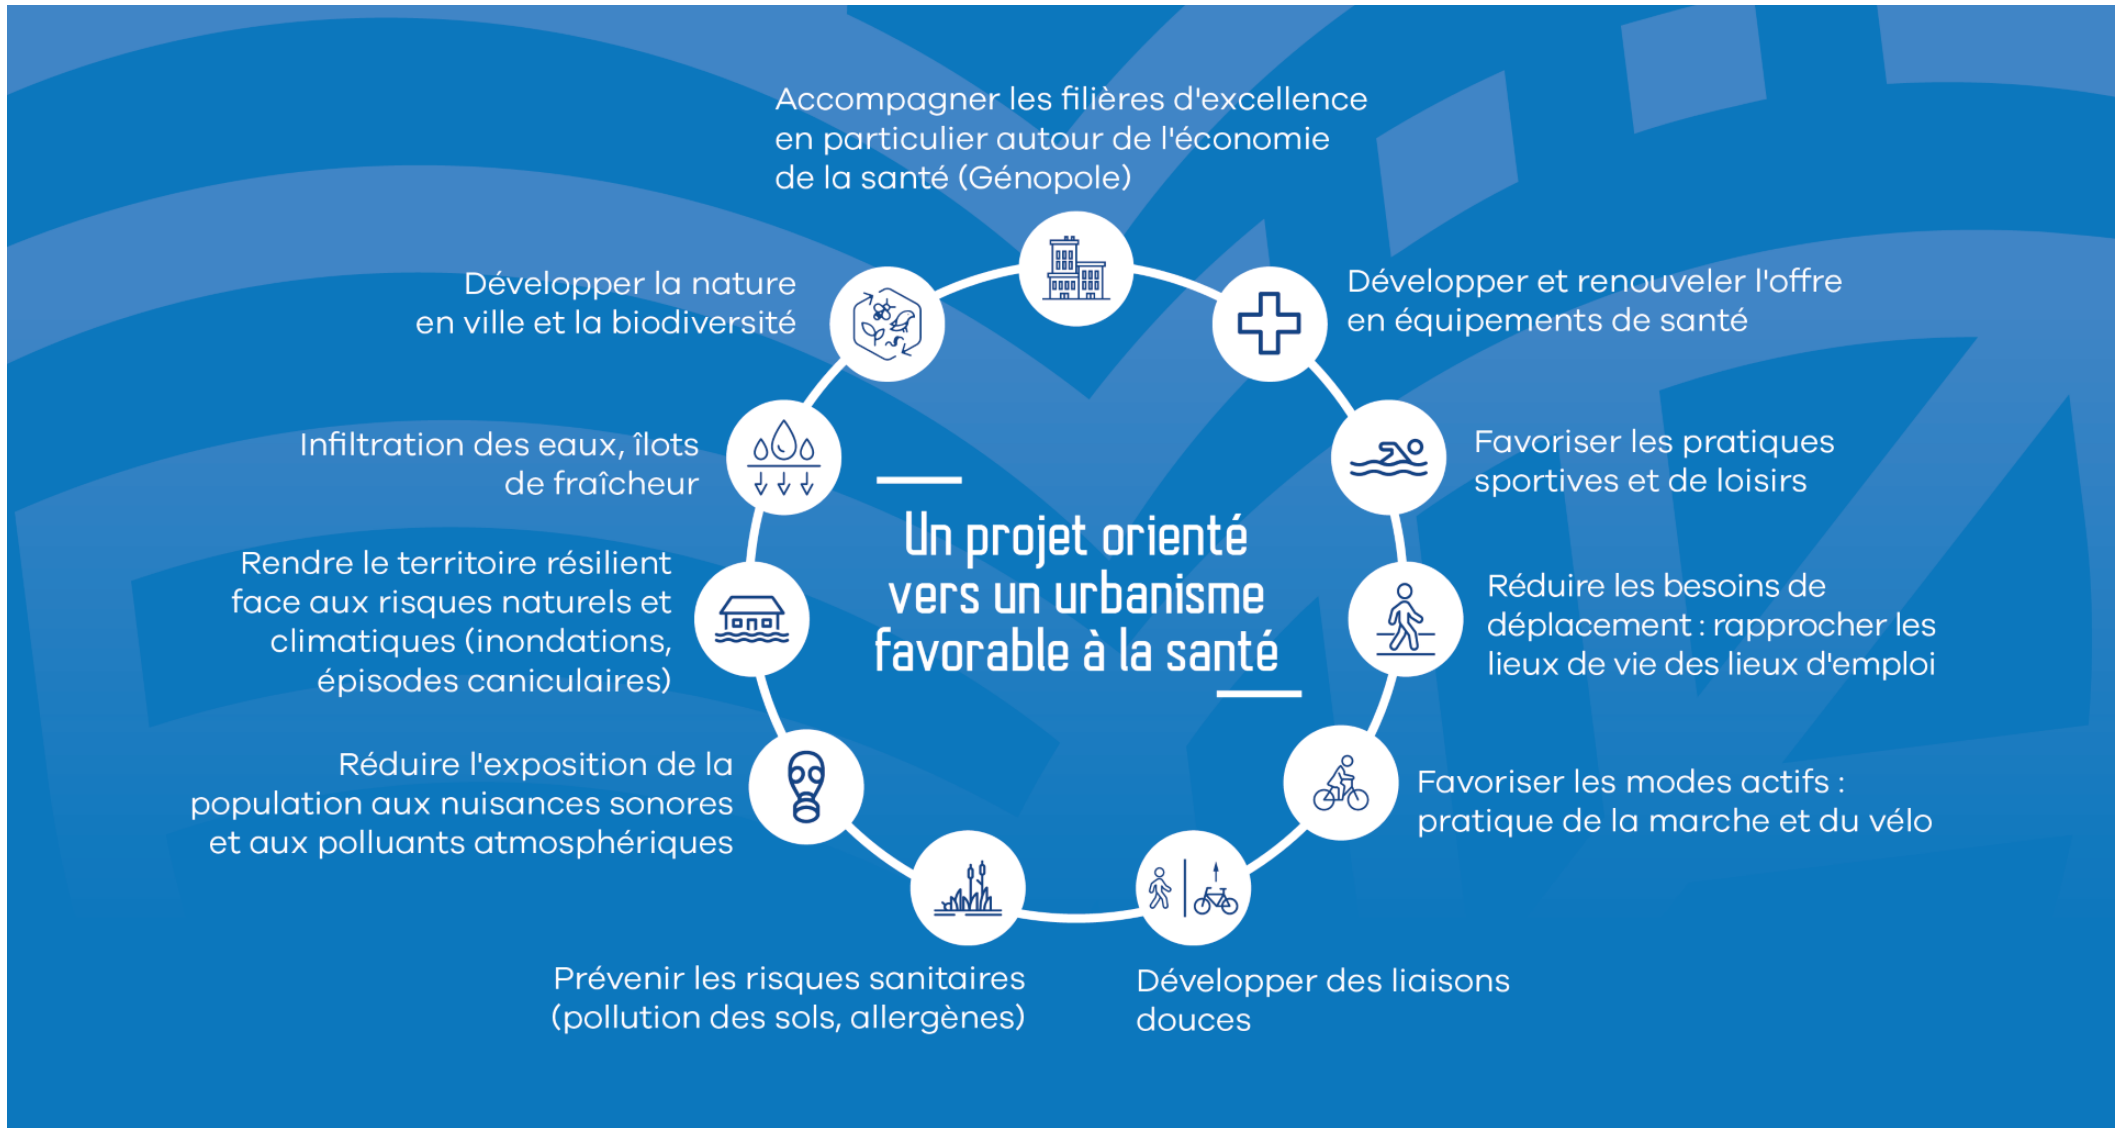 Accompagner les filières d'excellence
en particulier autour de l'économie
de la santé (Génopole)
Développer et renouveler l'offre
en équipements de santé
Favoriser les pratiques
sportives et de loisirs
Réduire les besoins de
déplacement : rapprocher les
lieux de vie des lieux d'emploi
Favoriser les modes actifs :
pratique de la marche et du vélo
Développer des liaisons
douces
Prévenir les risques sanitaires
(pollution des sols, allergènes)
Réduire l'exposition de la
population aux nuisances sonores
et aux polluants atmosphériques
Rendre le territoire résilient
face aux risques naturels et
climatiques (inondations,
épisodes caniculaires)
Infiltration des eaux, îlots
de fraîcheur
Développer la nature
en ville et la biodiversité
Un projet orienté
vers un urbanisme
favorable à la santé